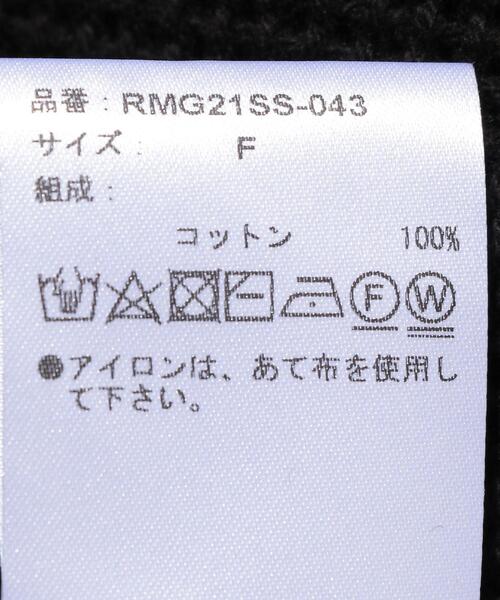 品番：RMG21SS-043
サイズ： F
組成：
コットン 100%
F W
●アイロンは、あて布を使用し
て下さい。